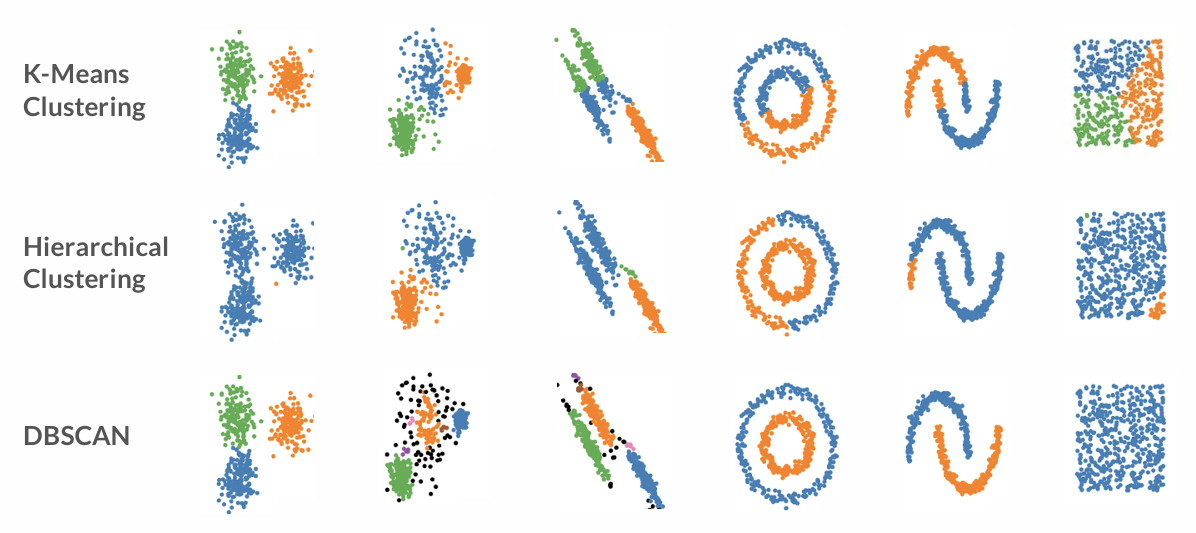 K-Means
Clustering
Hierarchical
Clustering
DBSCAN